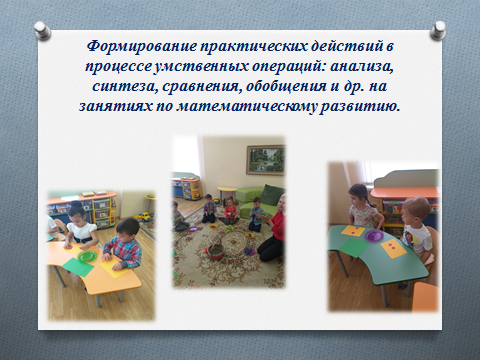 Формирование практических действий в
процессе умственных операций: анализа,
синтеза, сравнения, обобщения и др. на
занятиях по математическому развитию.